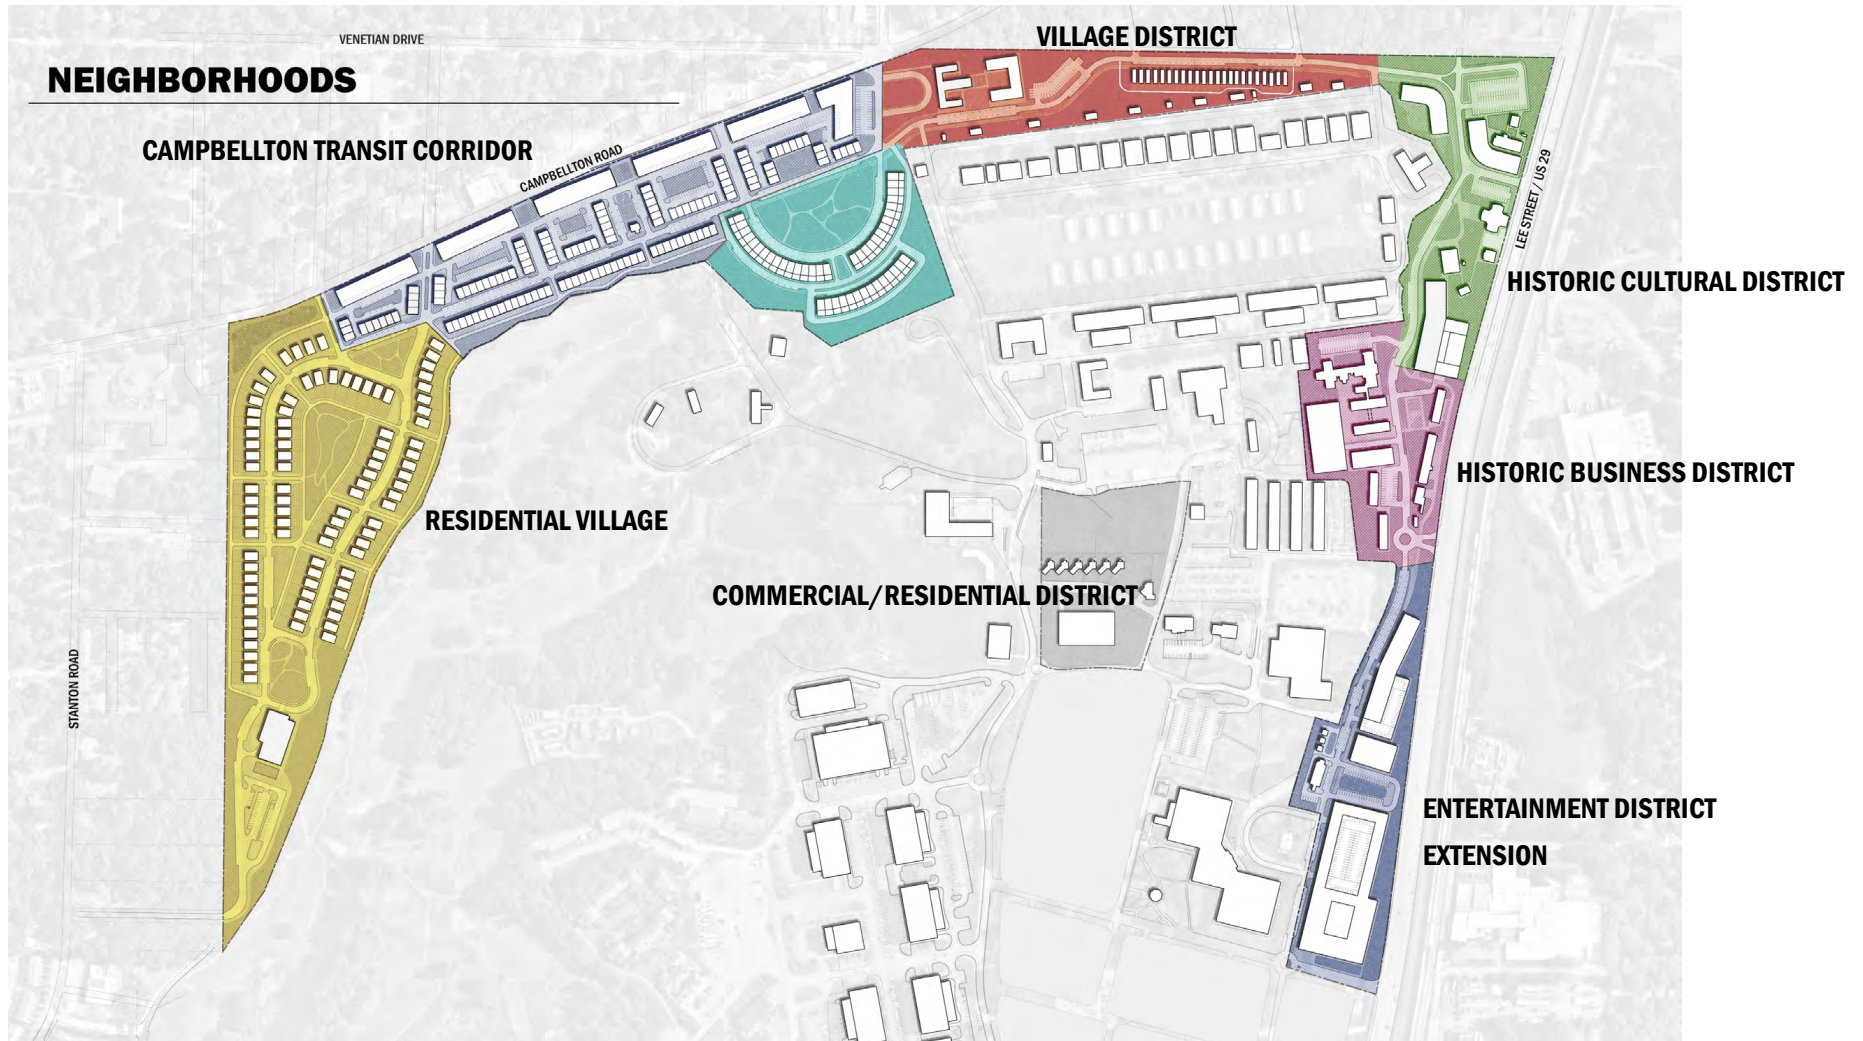 VENETIAN DRIVE
VILLAGE DISTRICT
NEIGHBORHOODS
CAMPBELLTON TRANSIT CORRIDOR
CAMPBELLTON ROAD
LEE STREET / US 29
HISTORIC CULTURAL DISTRICT
HISTORIC BUSINESS DISTRICT
RESIDENTIAL VILLAGE
COMMERCIAL/RESIDENTIAL DISTRICT
STANTON ROAD
ENTERTAINMENT DISTRICT
EXTENSION